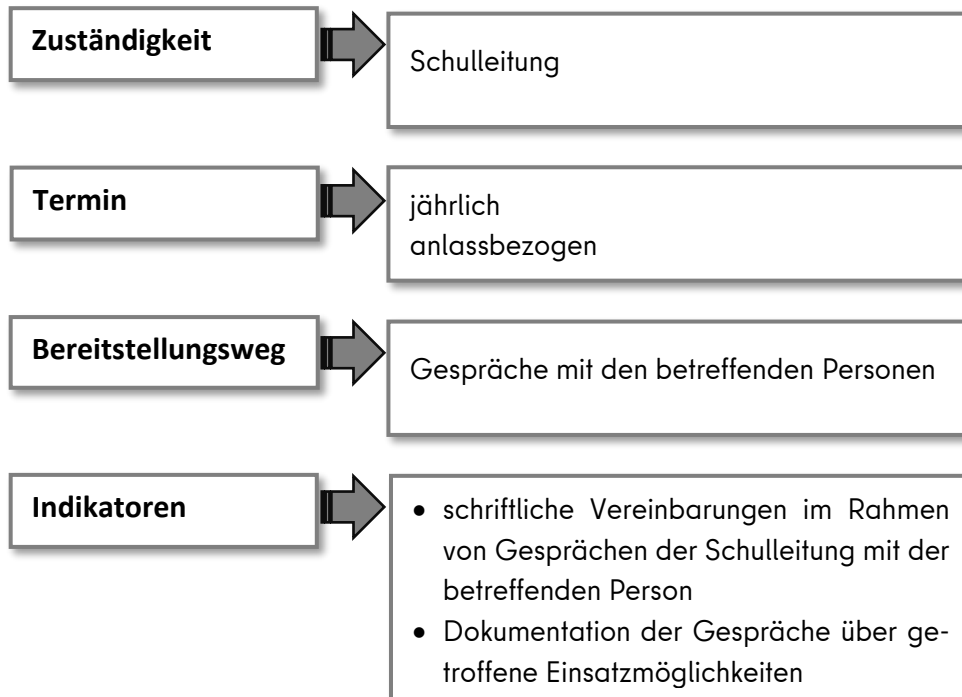 Zuständigkeit
Schulleitung
Termin
jährlich
anlassbezogen
Bereitstellungsweg
Gespräche mit den betreffenden Personen
Indikatoren
• schriftliche Vereinbarungen im Rahmen
von Gesprächen der Schulleitung mit der
betreffenden Person
• Dokumentation der Gespräche über ge-
troffene Einsatzmöglichkeiten